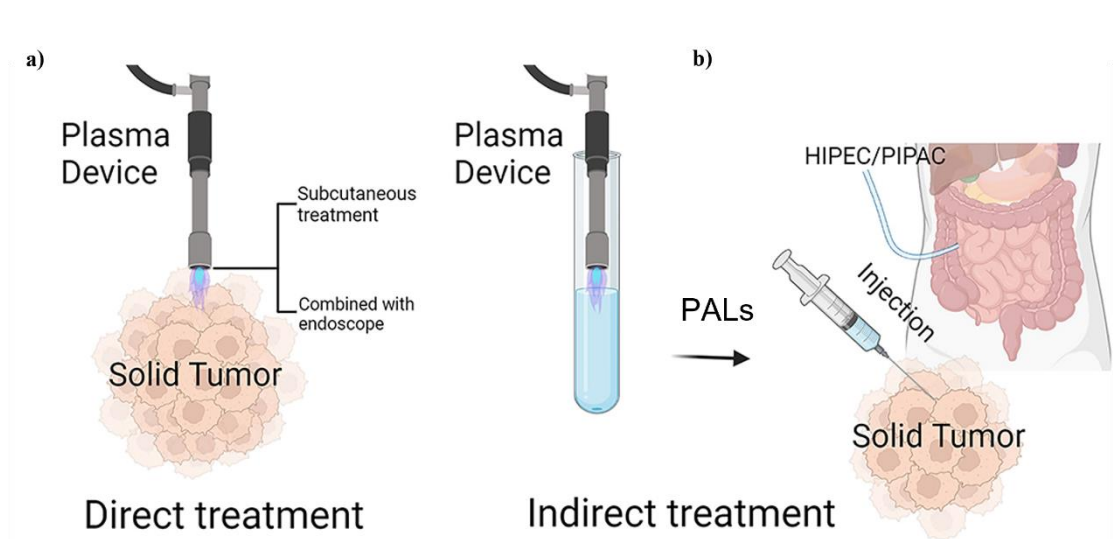 a)
Plasma
Device
Subcutaneous
treatment
Combined with
endoscope
Solid Tumor
Direct treatment
b)
Plasma
Device
PALs
HIPEC/PIPAC
Injection
Solid Tumor
Indirect treatment